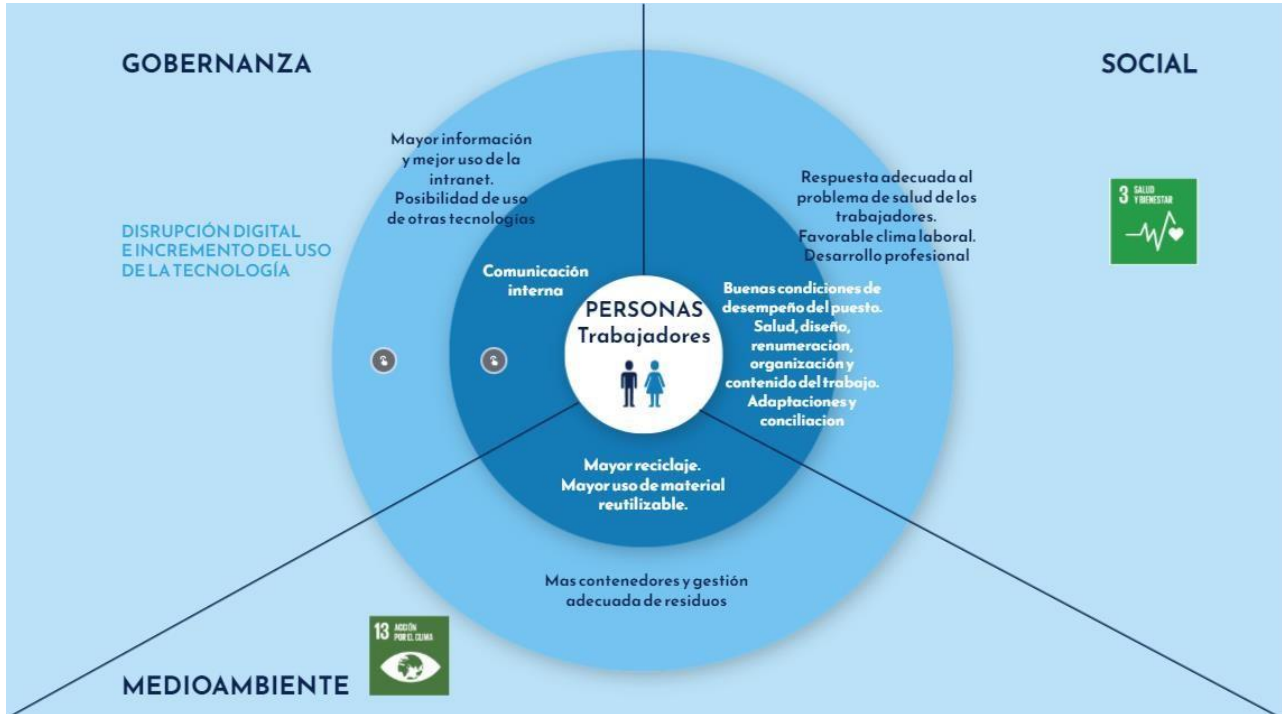 GOBERNANZA
SOCIAL
Mayor información
y mejor uso de la
intranet.
Posibilidad de uso
de otras tecnologías
DISRUPCIÓN DIGITAL
E INCREMENTO DEL USO
DE LA TECNOLOGÍA
Comunicación
interna
PERSONAS
Trabajadores
Respuesta adecuada al
problema de salud de los
trabajadores.
Favorable clima laboral.
Desarrollo profesional
3 SALUD
Y BIENESTAR
Buenas condiciones de
desempeño del puesto.
Salud, diseño,
renumeracion,
organización y
contenido del trabajo.
Adaptaciones y
conciliacion
Mayor reciclaje.
Mayor uso de material
reutilizable.
Mas contenedores y gestión
adecuada de residuos
13 ACCIÓN
POR EL CLIMA
MEDIOAMBIENTE